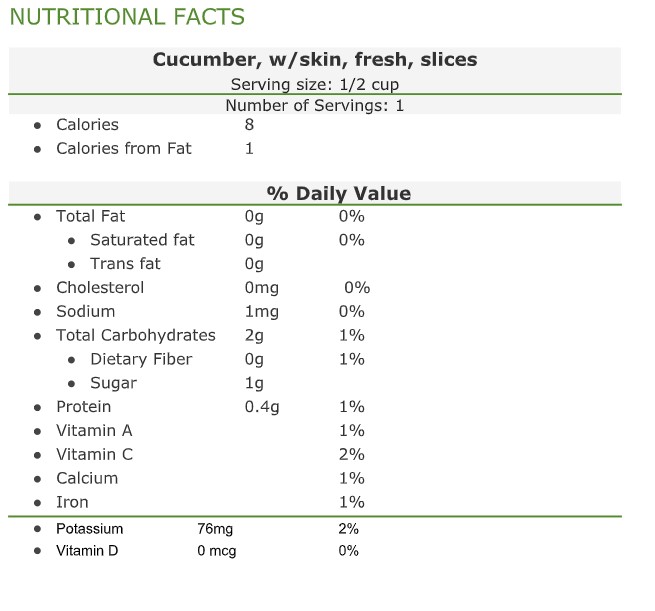 NUTRITIONAL FACTS
Cucumber, w/skin, fresh, slices
Serving size: 1/2 cup
Number of Servings: 1
• Calories 8
• Calories from Fat 1
% Daily Value
• Total Fat 0g 0%
• Saturated fat 0g 0%
• Trans fat 0g
• Cholesterol 0mg 0%
• Sodium 1mg 0%
• Total Carbohydrates 2g 1%
• Dietary Fiber 0g 1%
• Sugar 1g
• Protein 0.4g 1%
• Vitamin A 1%
• Vitamin C 2%
• Calcium 1%
• Iron 1%
• Potassium 76mg 2%
• Vitamin D 0 mcg 0%